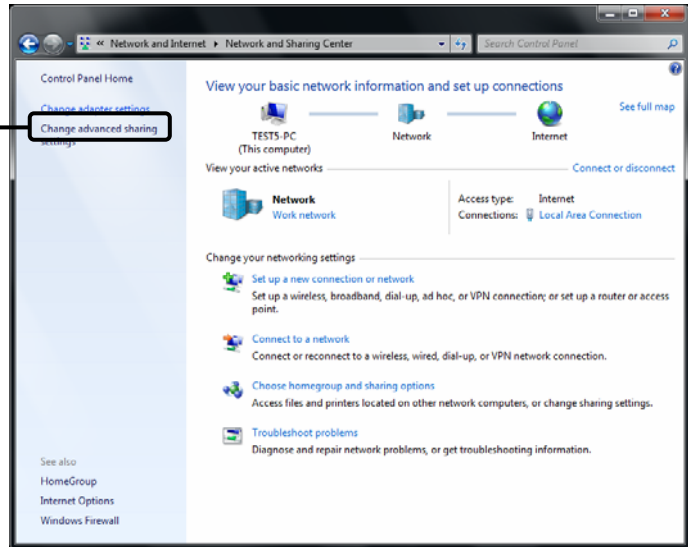 « Network and Internet ▸ Network and Sharing Center
Search Control Panel
Control Panel Home
Change adapter settings
Change advanced sharing
settings
See also
HomeGroup
Internet Options
Windows Firewall
View your basic network information and set up connections
See full map
TEST5-PC
(This computer)
Network
Internet
View your active networks
Connect or disconnect
Network
Work network
Access type: Internet
Connections: Local Area Connection
Change your networking settings
Set up a new connection or network
Set up a wireless, broadband, dial-up, ad hoc, or VPN connection; or set up a router or access
point.
Connect to a network
Connect or reconnect to a wireless, wired, dial-up, or VPN network connection.
Choose homegroup and sharing options
Access files and printers located on other network computers, or change sharing settings.
Troubleshoot problems
Diagnose and repair network problems, or get troubleshooting information.